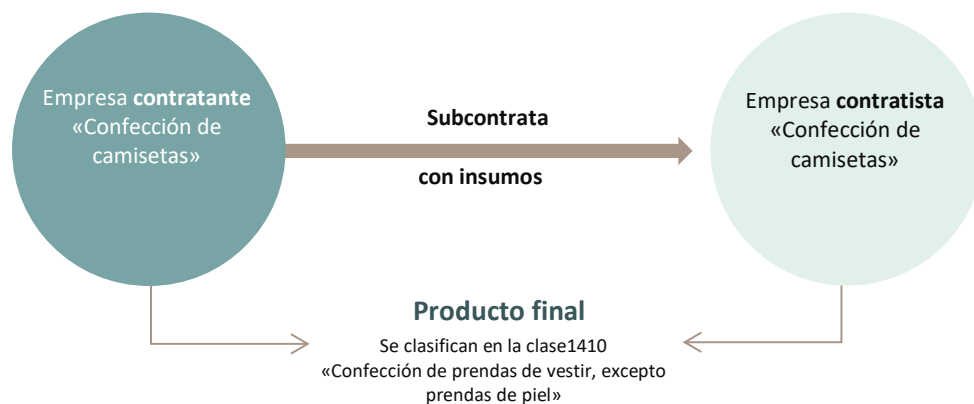 Empresa contratante
«Confección de
camisetas»
Subcontrata
con insumos
Empresa contratista
«Confección de
camisetas»
Producto final
Se clasifican en la clase1410
«Confección de prendas de vestir, excepto
prendas de piel»